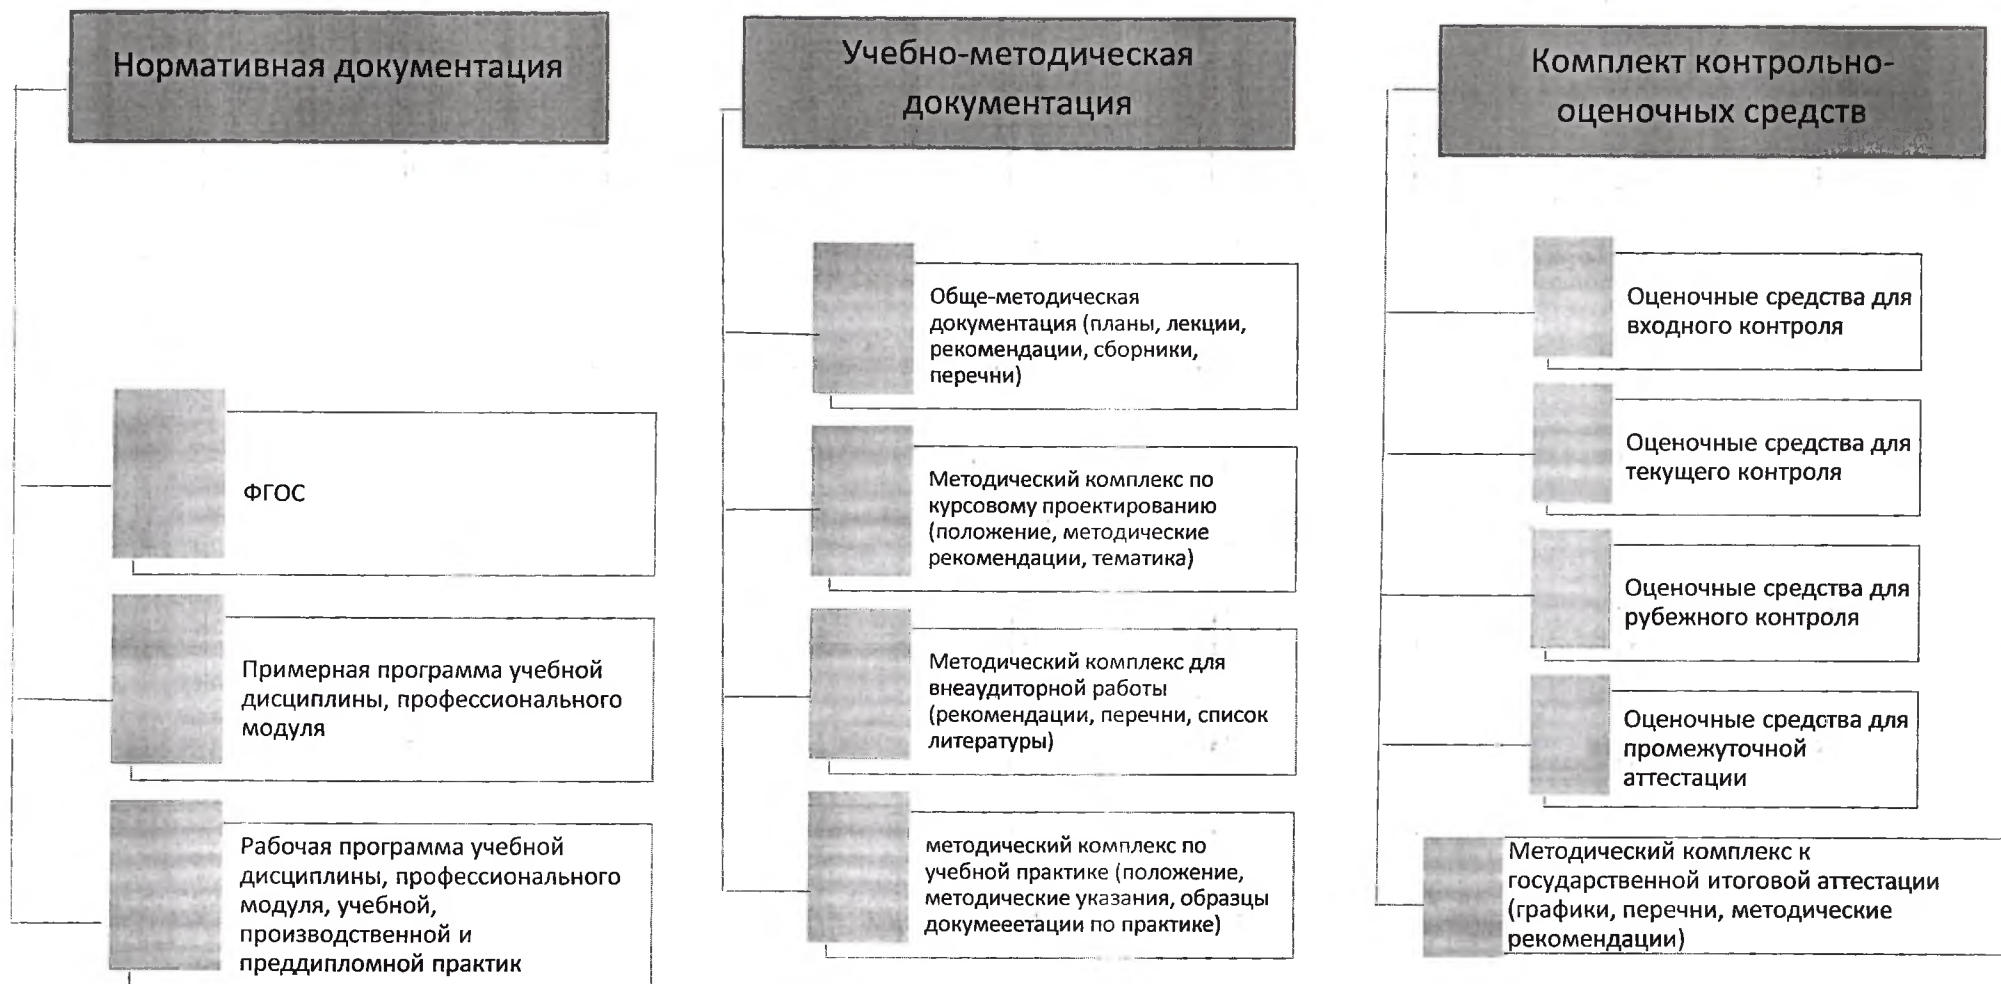 Нормативная документация
ФГОС
Примерная программа учебной
дисциплины, профессионального
модуля
Рабочая программа учебной
дисциплины, профессионального
модуля, учебной,
производственной и
преддипломной практик
Учебно-методическая
документация
Обще-методическая
документация (планы, лекции,
рекомендации, сборники,
перечни)
Методический комплекс по
курсовому проектированию
(положение, методические
рекомендации, тематика)
Методический комплекс для
внеаудиторной работы
(рекомендации, перечни, список
литературы)
методический комплекс по
учебной практике (положение,
методические указания, образцы
докумееетации по практике)
Комплект контрольно-
оценочных средств
Оценочные средства для
входного контроля
Оценочные средства для
текущего контроля
Оценочные средства для
рубежного контроля
Оценочные средства для
промежуточной
аттестации
Методический комплекс к
государственной итоговой аттестации
(графики, перечни, методические
рекомендации)